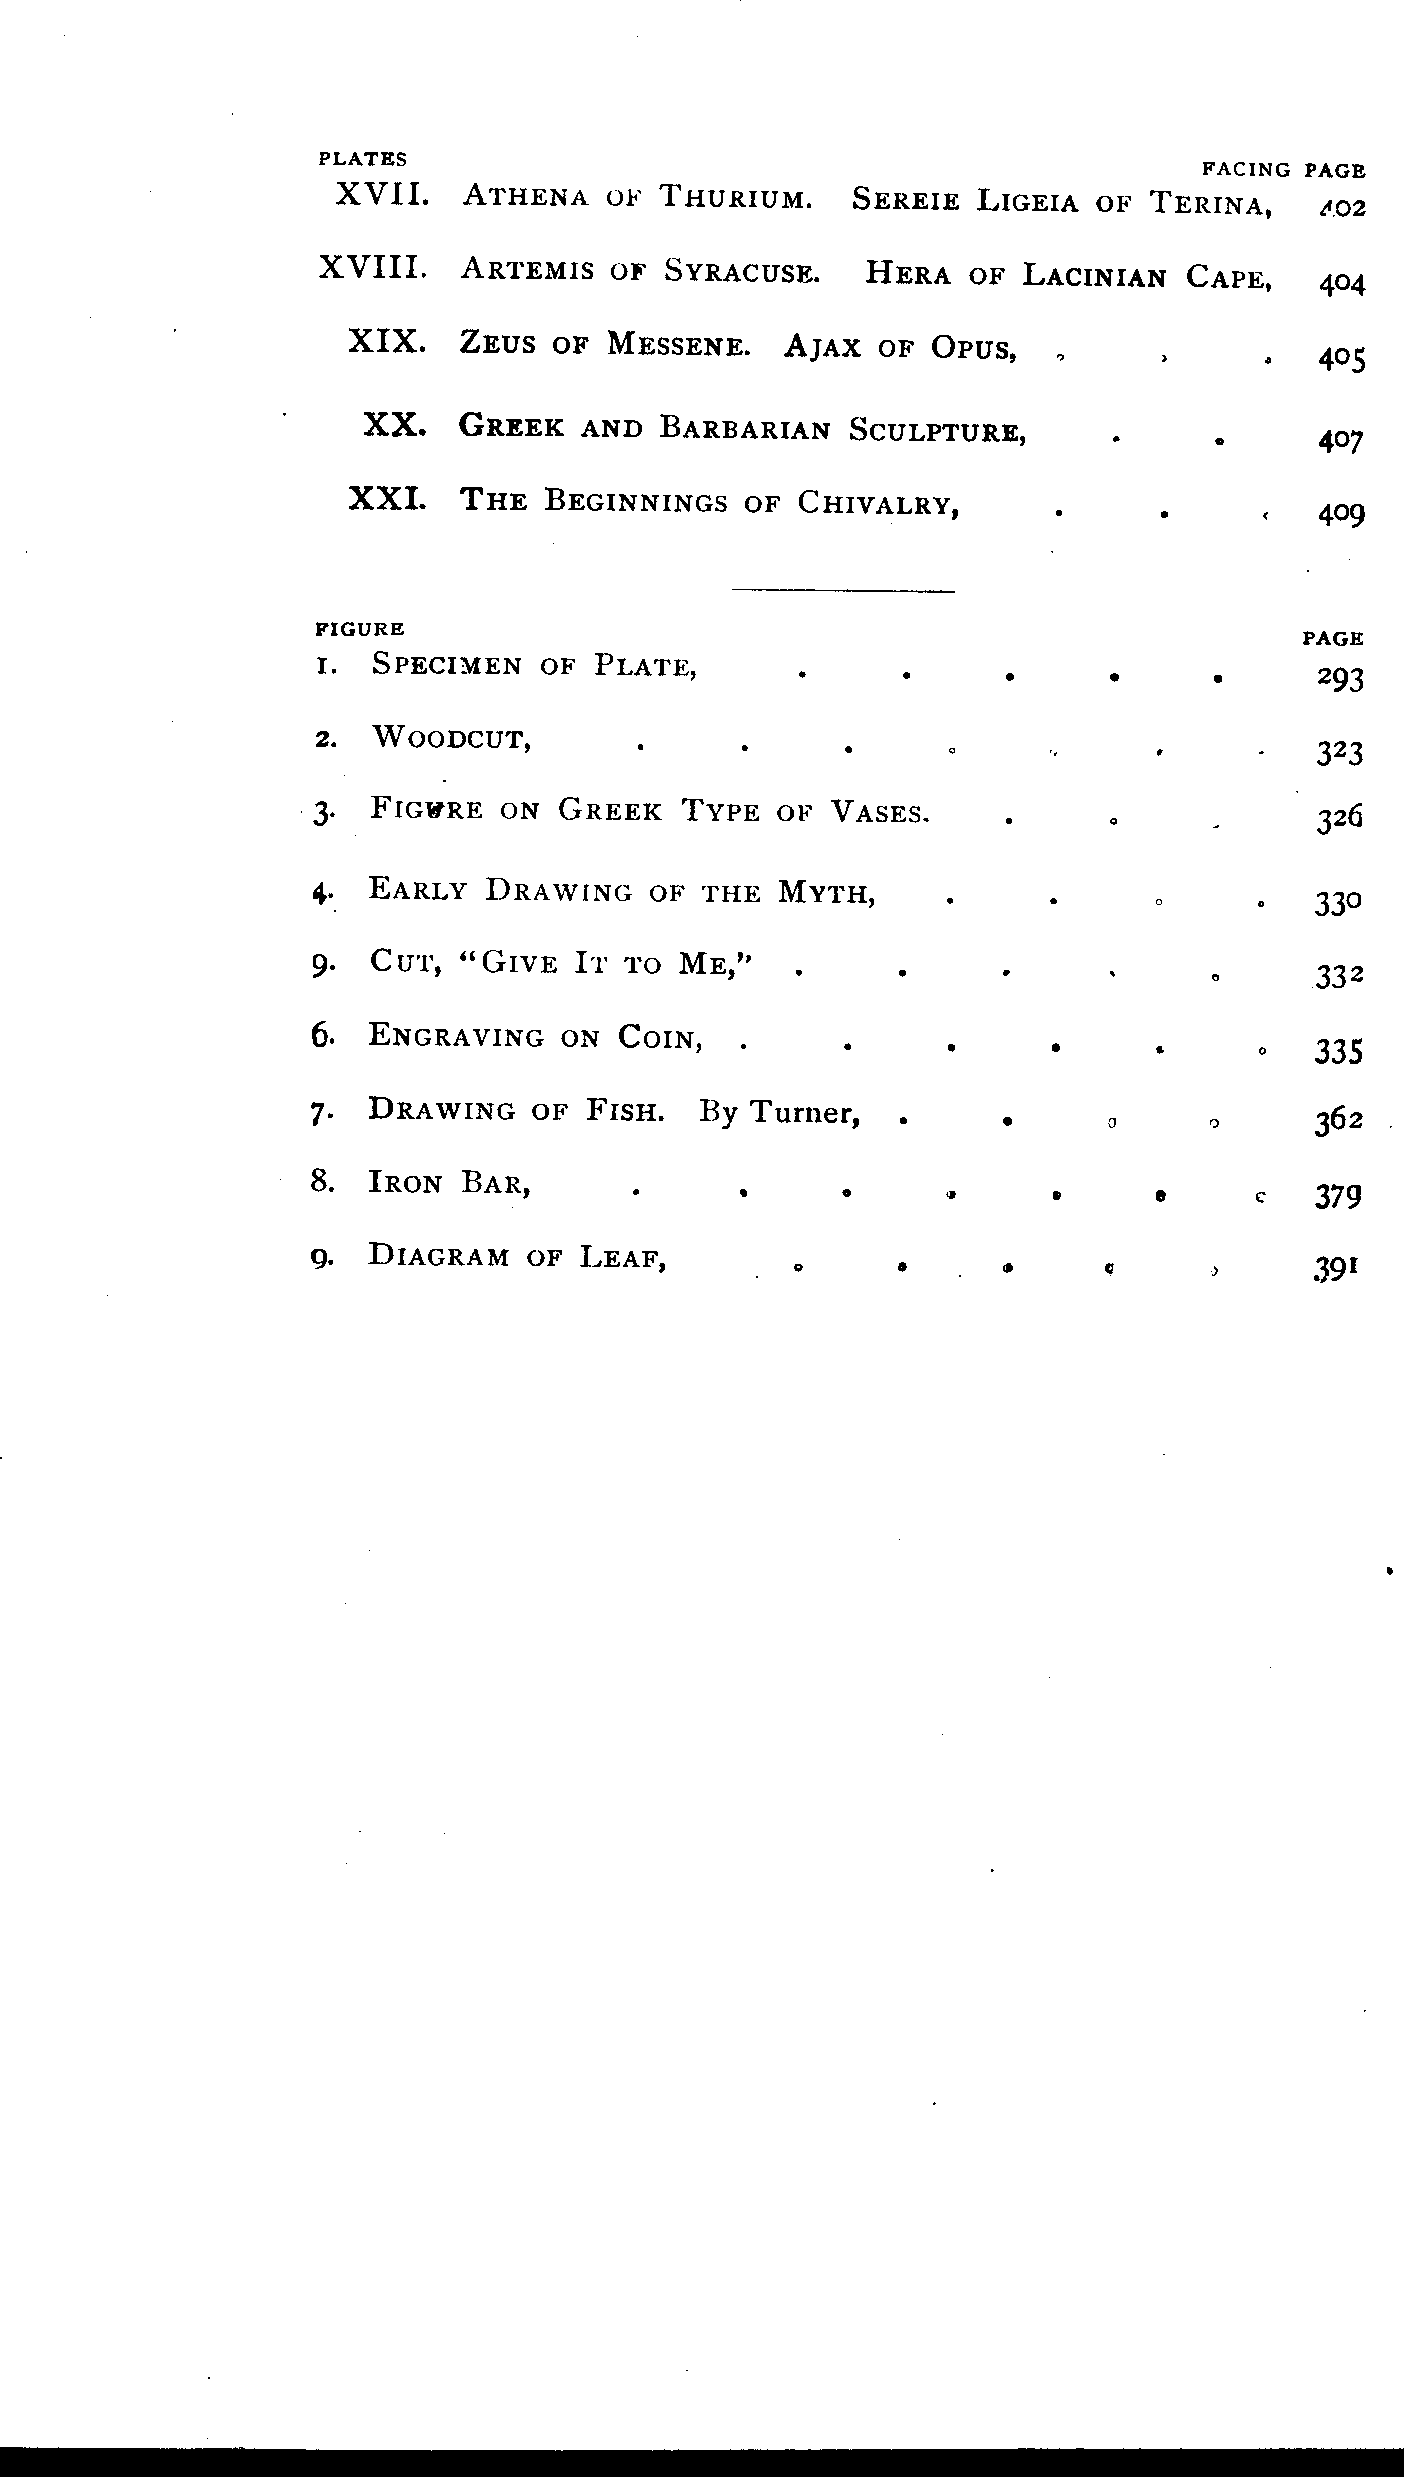 PLATES FACING PAGE
XVII. ATHENA OF THURIUM. SEREIE LIGEIA OF TERINA, 402
XVIII. ARTEMIS OF SYRACUSE. HERA OF LACINIAN CAPE, 404
XIX. ZEUS OF MESSENE. AJAX OF OPUS, . . . 405
XX. GREEK AND BARBARIAN SCULPTURE, . . 407
XXI. THE BEGINNINGS OF CHIVALRY, . . . 409
FIGURE PAGE
1. SPECIMEN OF PLATE, . . . . . 293
2. WOODCUT, . . . . . . . 323
3. FIGURE ON GREEK TYPE OF VASES. . . . 326
4. EARLY DRAWING OF THE MYTH, . . . . 330
9. CUT, "GIVE IT TO ME," . . . . . 332
6. ENGRAVING ON COIN, . . . . . . 335
7. DRAWING OF FISH. By Turner, . . . . 362
8. IRON BAR, . . . . . . . 379
9. DIAGRAM OF LEAF, . . . . . 391